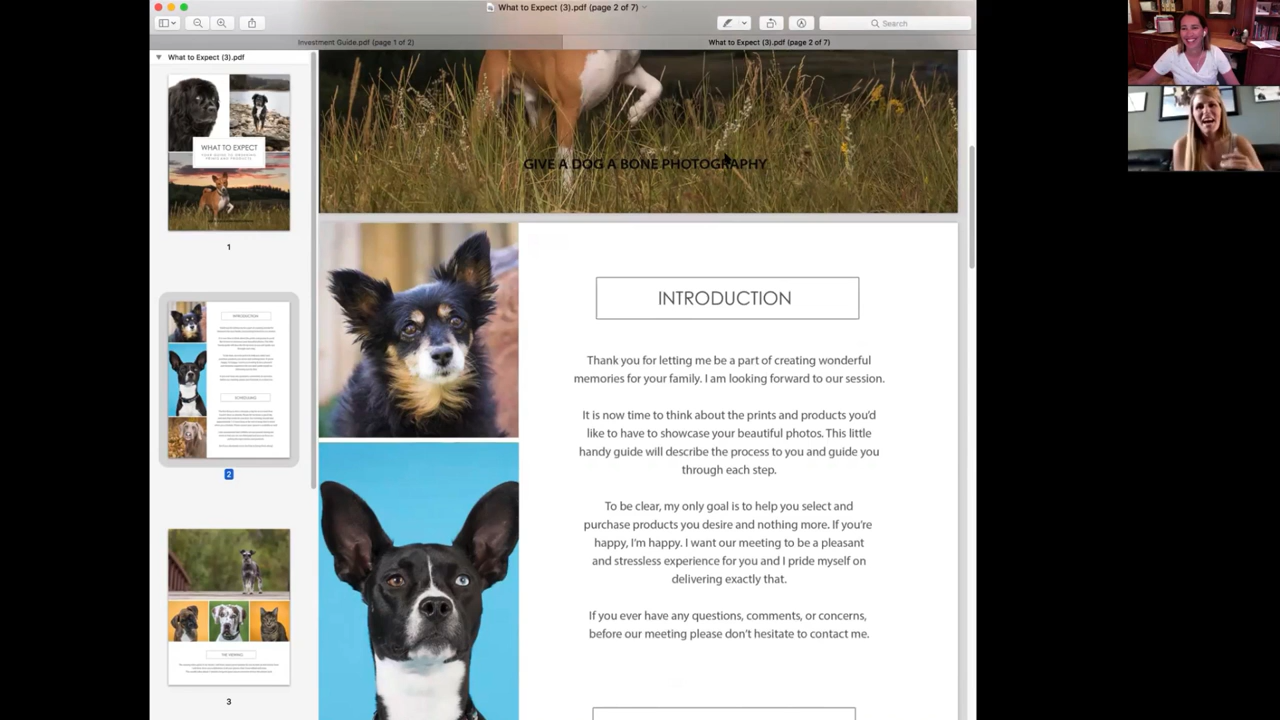 What to Expect (3).pdf (page 2 of 7)
Search
Investment Guide.pdf (page 1 of 2)
What to Expect (3).pdf (page 2 of 7)
What to Expect (3).pdf
WHAT TO EXPECT
1
INTRODUCTION
SCHEDULING
2
THE VIEWING
3
GIVE A DOG A BONE PHOTOGRAPHY
INTRODUCTION
Thank you for letting me be a part of creating wonderful
memories for your family. I am looking forward to our session.
It is now time to think about the prints and products you'd
like to have to showcase your beautiful photos. This little
handy guide will describe the process to you and guide you
through each step.
To be clear, my only goal is to help you select and
purchase products you desire and nothing more. If you're
happy, I'm happy. I want our meeting to be a pleasant
and stressless experience for you and I pride myself on
delivering exactly that.
If you ever have any questions, comments, or concerns,
before our meeting please don't hesitate to contact me.